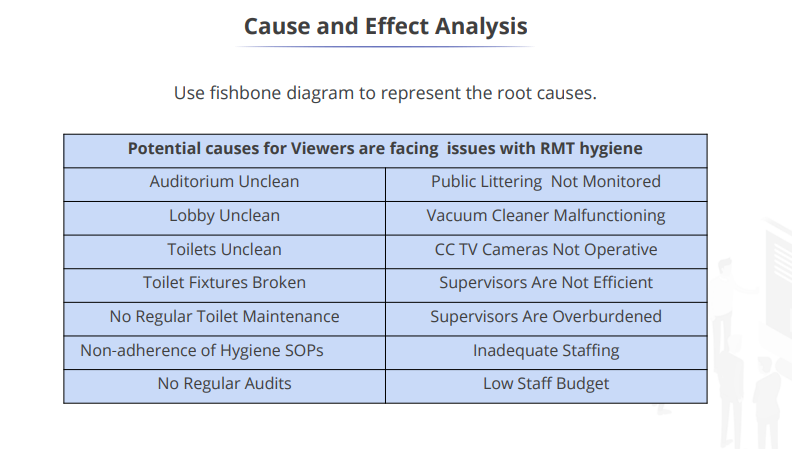 Cause and Effect Analysis
Use fishbone diagram to represent the root causes.
Potential causes for Viewers are facing  issues with RMT hygiene
Auditorium Unclean
Public Littering  Not Monitored
Lobby Unclean
Vacuum Cleaner Malfunctioning
Toilets Unclean
CC TV Cameras Not Operative
Toilet Fixtures Broken
Supervisors Are Not Efficient
No Regular Toilet Maintenance
Supervisors Are Overburdened
Non-adherence of Hygiene SOPs
Inadequate Staffing
No Regular Audits
Low Staff Budget